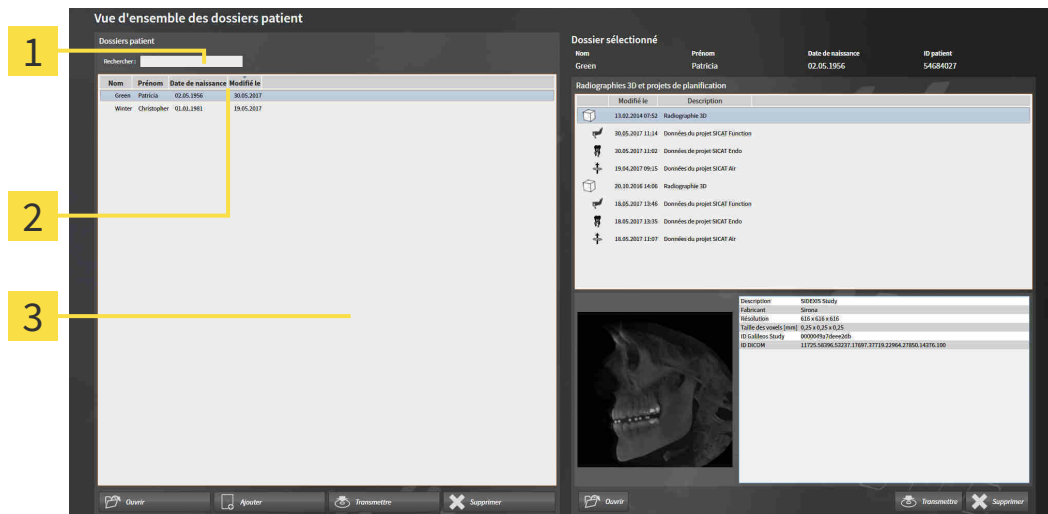 Vue d'ensemble des dossiers patient
Dossiers patient
1
Rechercher:
Nom Prénom Date de naissance Modifié le
Green Patricia 02.05.1956 30.05.2017
Winter Christopher 01.01.1981 19.05.2017
2
3
Ouvrir Ajouter Transmettre Supprimer
Dossier sélectionné
Nom Prénom Date de naissance ID patient
Green Patricia 02.05.1956 54684027
Radiographies 3D et projets de planification
Modifié le Description
13.02.2014 07:52 Radiographie 3D
30.05.2017 11:14 Données du projet SICAT Function
30.05.2017 11:02 Données de projet SICAT Endo
19.04.2017 09:15 Données du projet SICAT Air
20.10.2016 14:06 Radiographie 3D
18.05.2017 13:46 Données du projet SICAT Function
18.05.2017 13:35 Données de projet SICAT Endo
18.05.2017 11:07 Données du projet SICAT Air
Description SIDEXIS Study
Fabricant Sirona
Résolution 616 x 616 x 616
Taille des voxels [mm] 0,25 x 0,25 x 0,25
ID Galileos Study 0000049a7deee2db
ID DICOM 11725.58396.53237.17697.37719.22964.27850.14376.100
Ouvrir Transmettre Supprimer